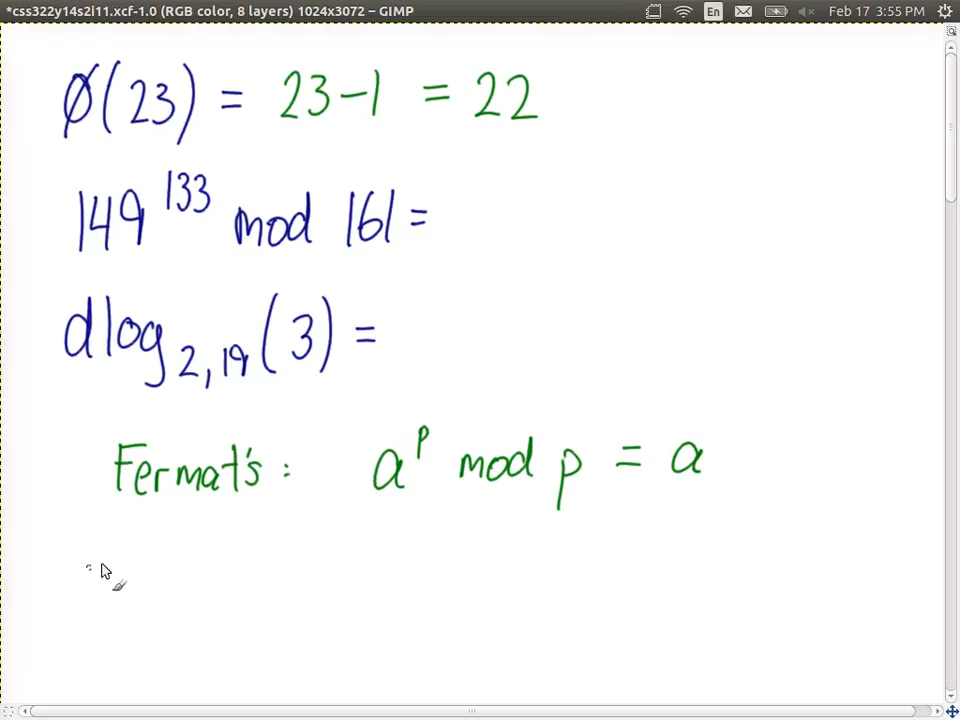 *css322y14s2i11.xcf-1.0 (RGB color, 8 layers) 1024x3072 – GIMP En Feb 17 3:55 PM
Ø(23) = 23-1 = 22
149^133 mod 161 =
dlog_2,19 (3) =
Fermat's : a^p mod p = a